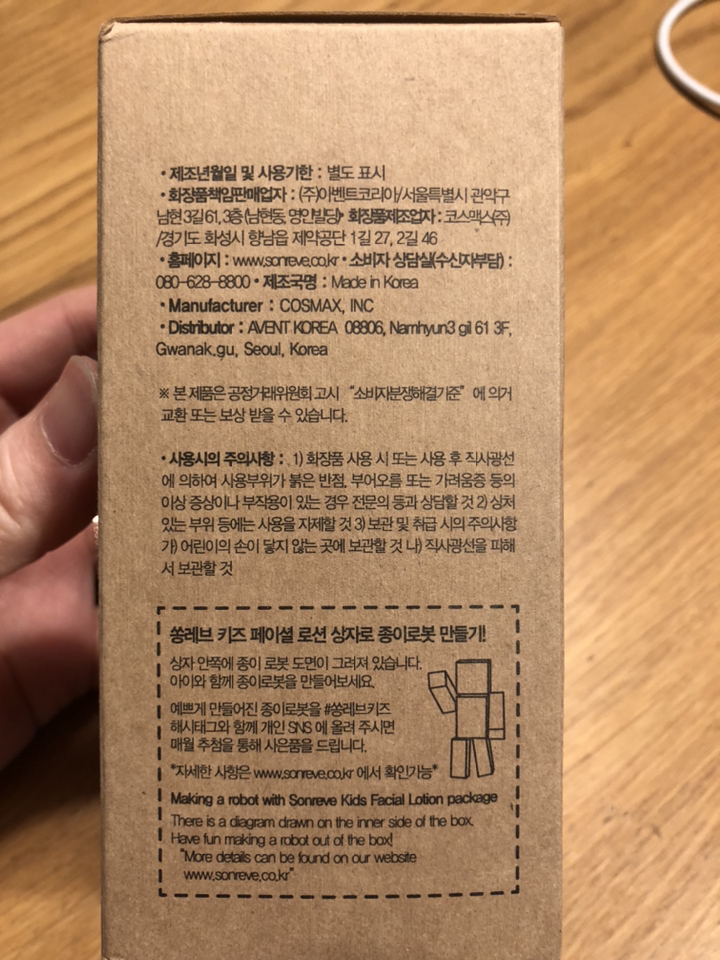 • 제조년월일 및 사용기한 : 별도 표시
• 화장품책임판매업자 : (주)아벤트코리아/서울특별시 관악구
남현 3길 61, 3층 (남현동, 명인빌딩)• 화장품제조업자 : 코스맥스(주)
/경기도 화성시 향남읍 제약공단 1길 27, 2길 46
• 홈페이지 : www.sonreve.co.kr • 소비자 상담실(수신자부담) :
080-628-8800 • 제조국명 : Made in Korea
• Manufacturer : COSMAX, INC
• Distributor : AVENT KOREA 08806, Namhyun3 gil 61 3F,
Gwanak.gu, Seoul, Korea
※ 본 제품은 공정거래위원회 고시 “소비자분쟁해결기준” 에 의거
교환 또는 보상 받을 수 있습니다.
• 사용시의 주의사항 : 1) 화장품 사용 시 또는 사용 후 직사광선
에 의하여 사용부위가 붉은 반점, 부어오름 또는 가려움증 등의
이상 증상이나 부작용이 있는 경우 전문의 등과 상담할 것 2) 상처
있는 부위 등에는 사용을 자제할 것 3) 보관 및 취급 시의 주의사항
가) 어린이의 손이 닿지 않는 곳에 보관할 것 나) 직사광선을 피해
서 보관할 것
쏭레브 키즈 페이셜 로션 상자로 종이로봇 만들기!
상자 안쪽에 종이 로봇 도면이 그려져 있습니다.
아이와 함께 종이로봇을 만들어보세요.
예쁘게 만들어진 종이로봇을 #쏭레브키즈
해시태그와 함께 개인 SNS 에 올려 주시면
매월 추첨을 통해 사은품을 드립니다.
*자세한 사항은 www.sonreve.co.kr 에서 확인가능*
Making a robot with Sonreve Kids Facial Lotion package
There is a diagram drawn on the inner side of the box.
Have fun making a robot out of the box!
"More details can be found on our website
www.sonreve.co.kr"